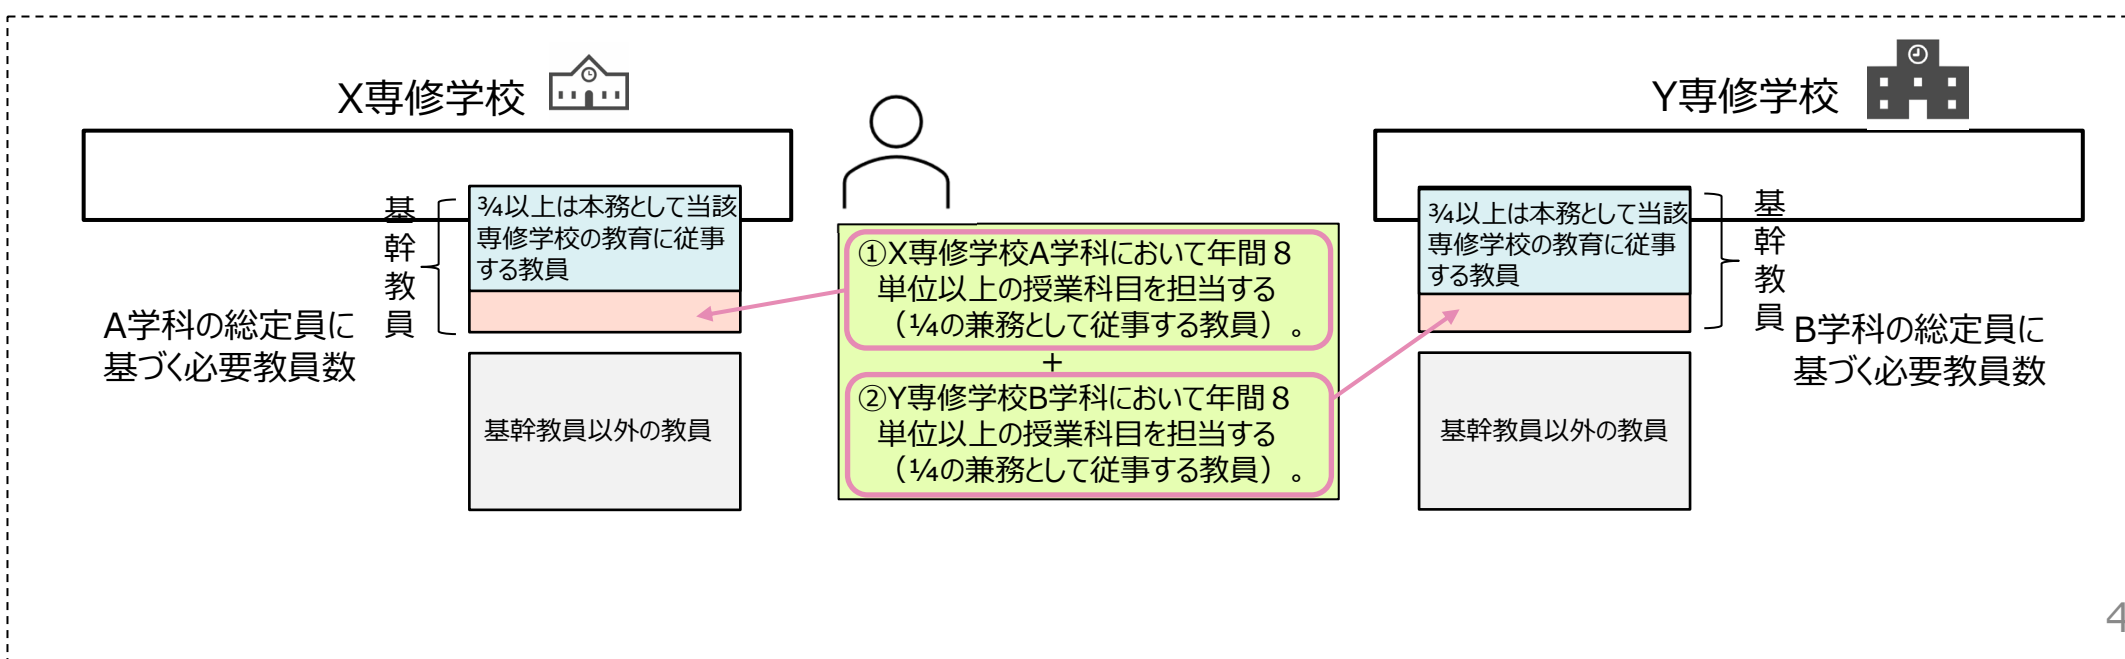 X専修学校
基
幹
教
員
¾以上は本務として当該
専修学校の教育に従事
する教員
A学科の総定員に
基づく必要教員数
基幹教員以外の教員
①X専修学校A学科において年間８
単位以上の授業科目を担当する
（¼の兼務として従事する教員）。
＋
②Y専修学校B学科において年間８
単位以上の授業科目を担当する
（¼の兼務として従事する教員）。
Y専修学校
¾以上は本務として当該
専修学校の教育に従事
する教員
基
幹
教
員
B学科の総定員に
基づく必要教員数
基幹教員以外の教員
4